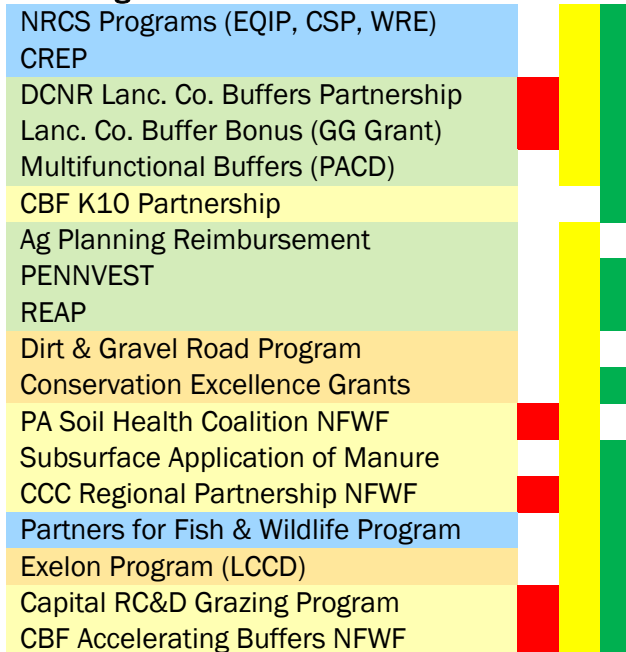 NRCS Programs (EQIP, CSP, WRE)
CREP
DCNR Lanc. Co. Buffers Partnership
Lanc. Co. Buffer Bonus (GG Grant)
Multifunctional Buffers (PACD)
CBF K10 Partnership
Ag Planning Reimbursement
PENNVEST
REAP
Dirt & Gravel Road Program
Conservation Excellence Grants
PA Soil Health Coalition NFWF
Subsurface Application of Manure
CCC Regional Partnership NFWF
Partners for Fish & Wildlife Program
Exelon Program (LCCD)
Capital RC&D Grazing Program
CBF Accelerating Buffers NFWF